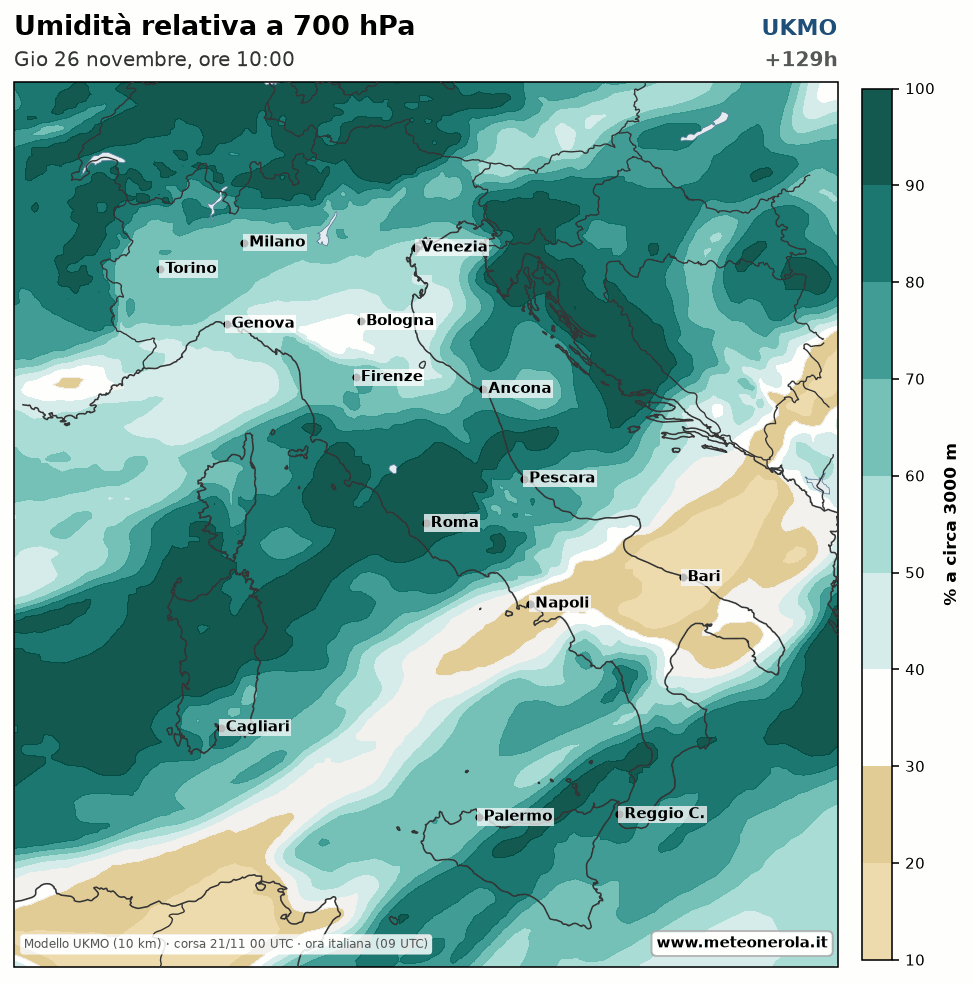 Umidità relativa a 700 hPa
UKMO
Gio 26 novembre, ore 10:00
+129h
Milano
Venezia
Torino
Genova
Bologna
Firenze
Ancona
Pescara
Roma
Bari
Napoli
Cagliari
Palermo
Reggio C.
Modello UKMO (10 km) · corsa 21/11 00 UTC · ora italiana (09 UTC)
www.meteonerola.it
100
90
80
70
60
50
40
30
20
10
% a circa 3000 m